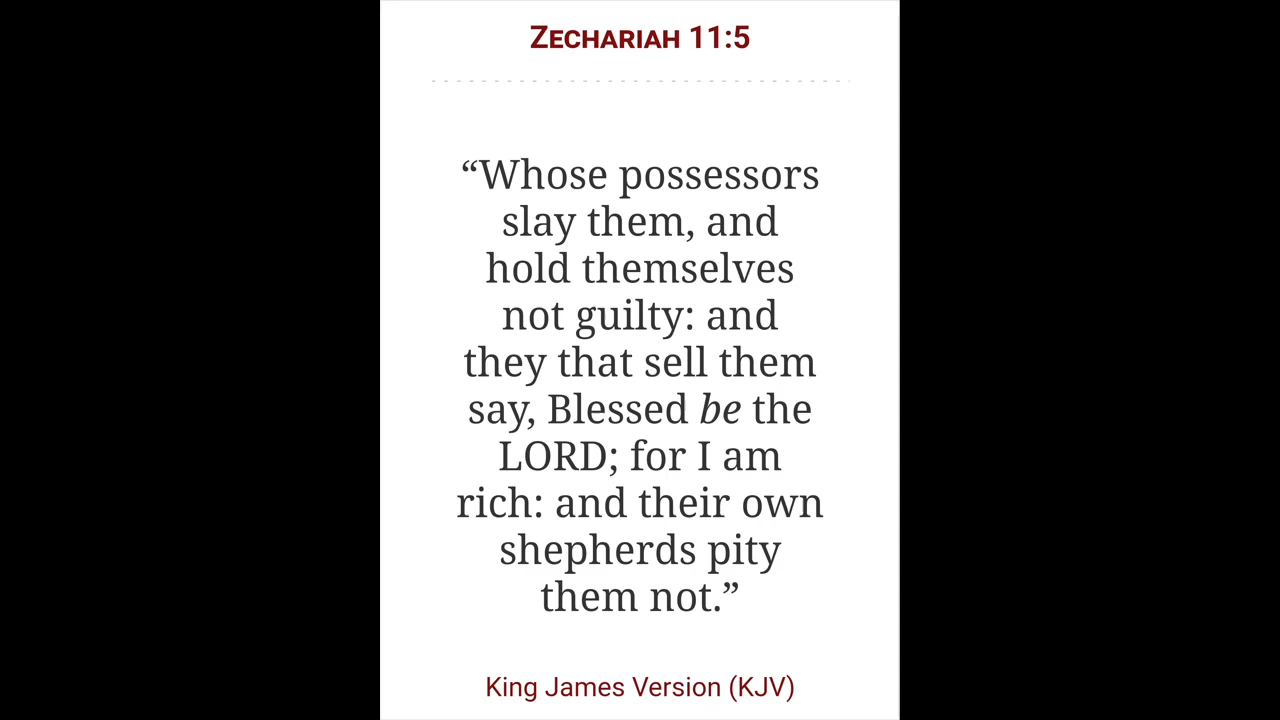 Zechariah 11:5
“Whose possessors
slay them, and
hold themselves
not guilty: and
they that sell them
say, Blessed be the
LORD; for I am
rich: and their own
shepherds pity
them not.”
King James Version (KJV)